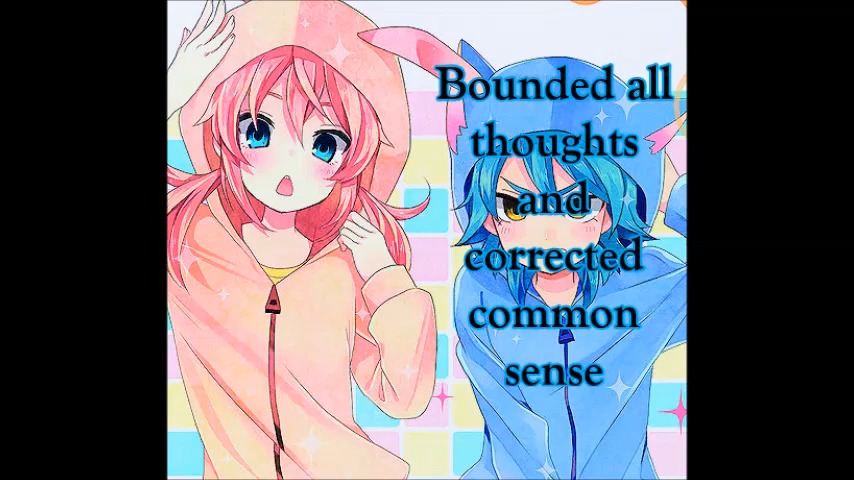 Bounded all
thoughts
and
corrected
common
sense